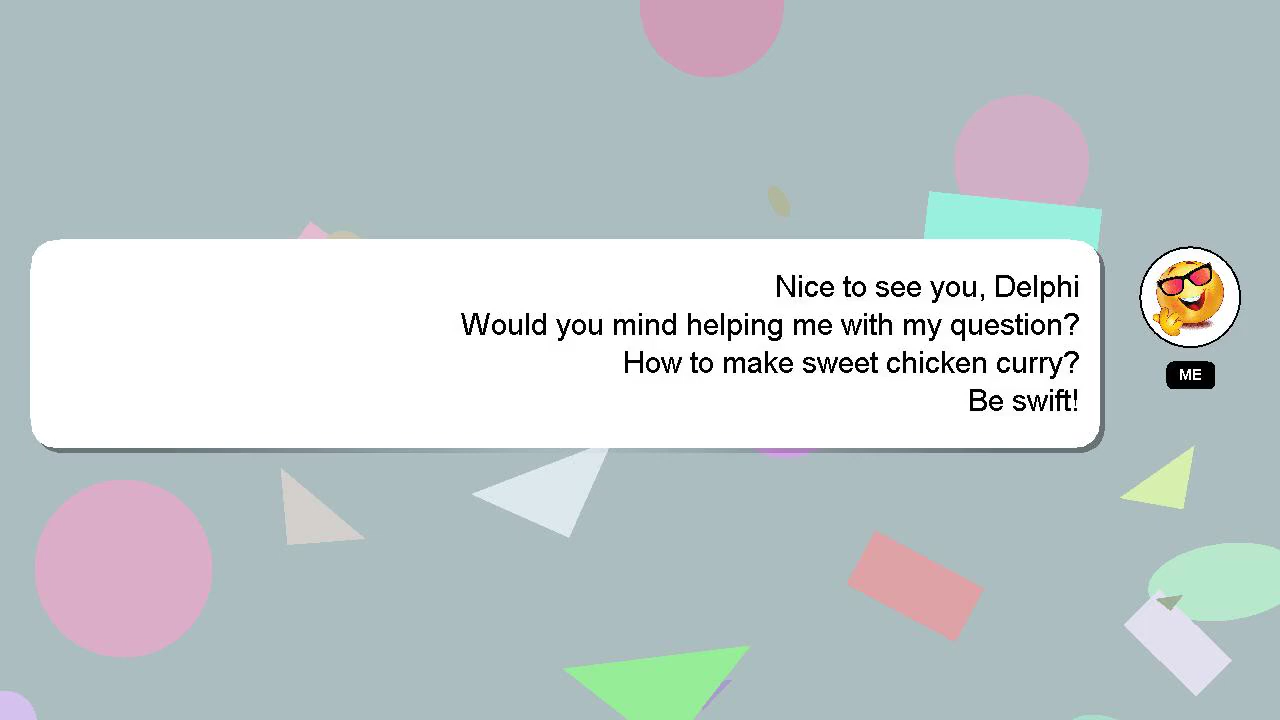 Nice to see you, Delphi
Would you mind helping me with my question?
How to make sweet chicken curry?
Be swift!
ME